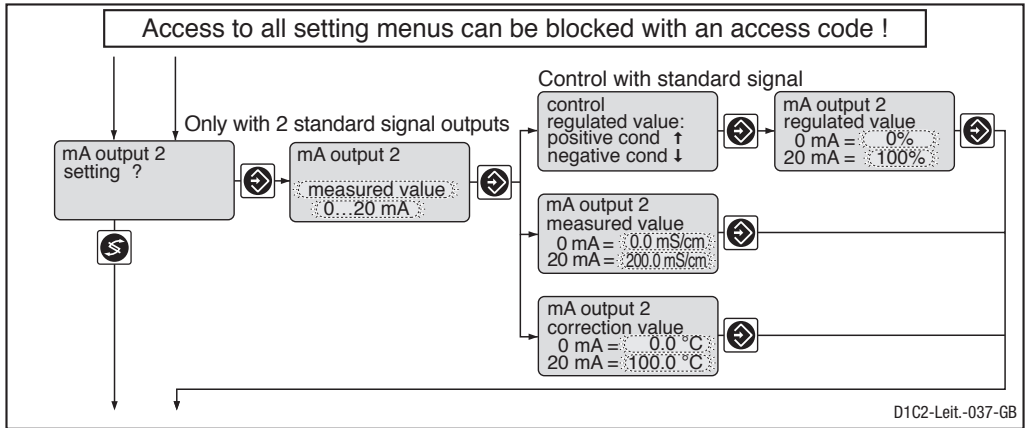 Access to all setting menus can be blocked with an access code !
Control with standard signal
Only with 2 standard signal outputs
mA output 2
setting ?
mA output 2
measured value
0...20 mA
control
regulated value:
positive cond ↑
negative cond ↓
mA output 2
regulated value
0 mA = 0%
20 mA = 100%
mA output 2
measured value
0 mA = 0.0 mS/cm
20 mA = 200.0 mS/cm
mA output 2
correction value
0 mA = 0.0 °C
20 mA = 100.0 °C
D1C2-Leit.-037-GB